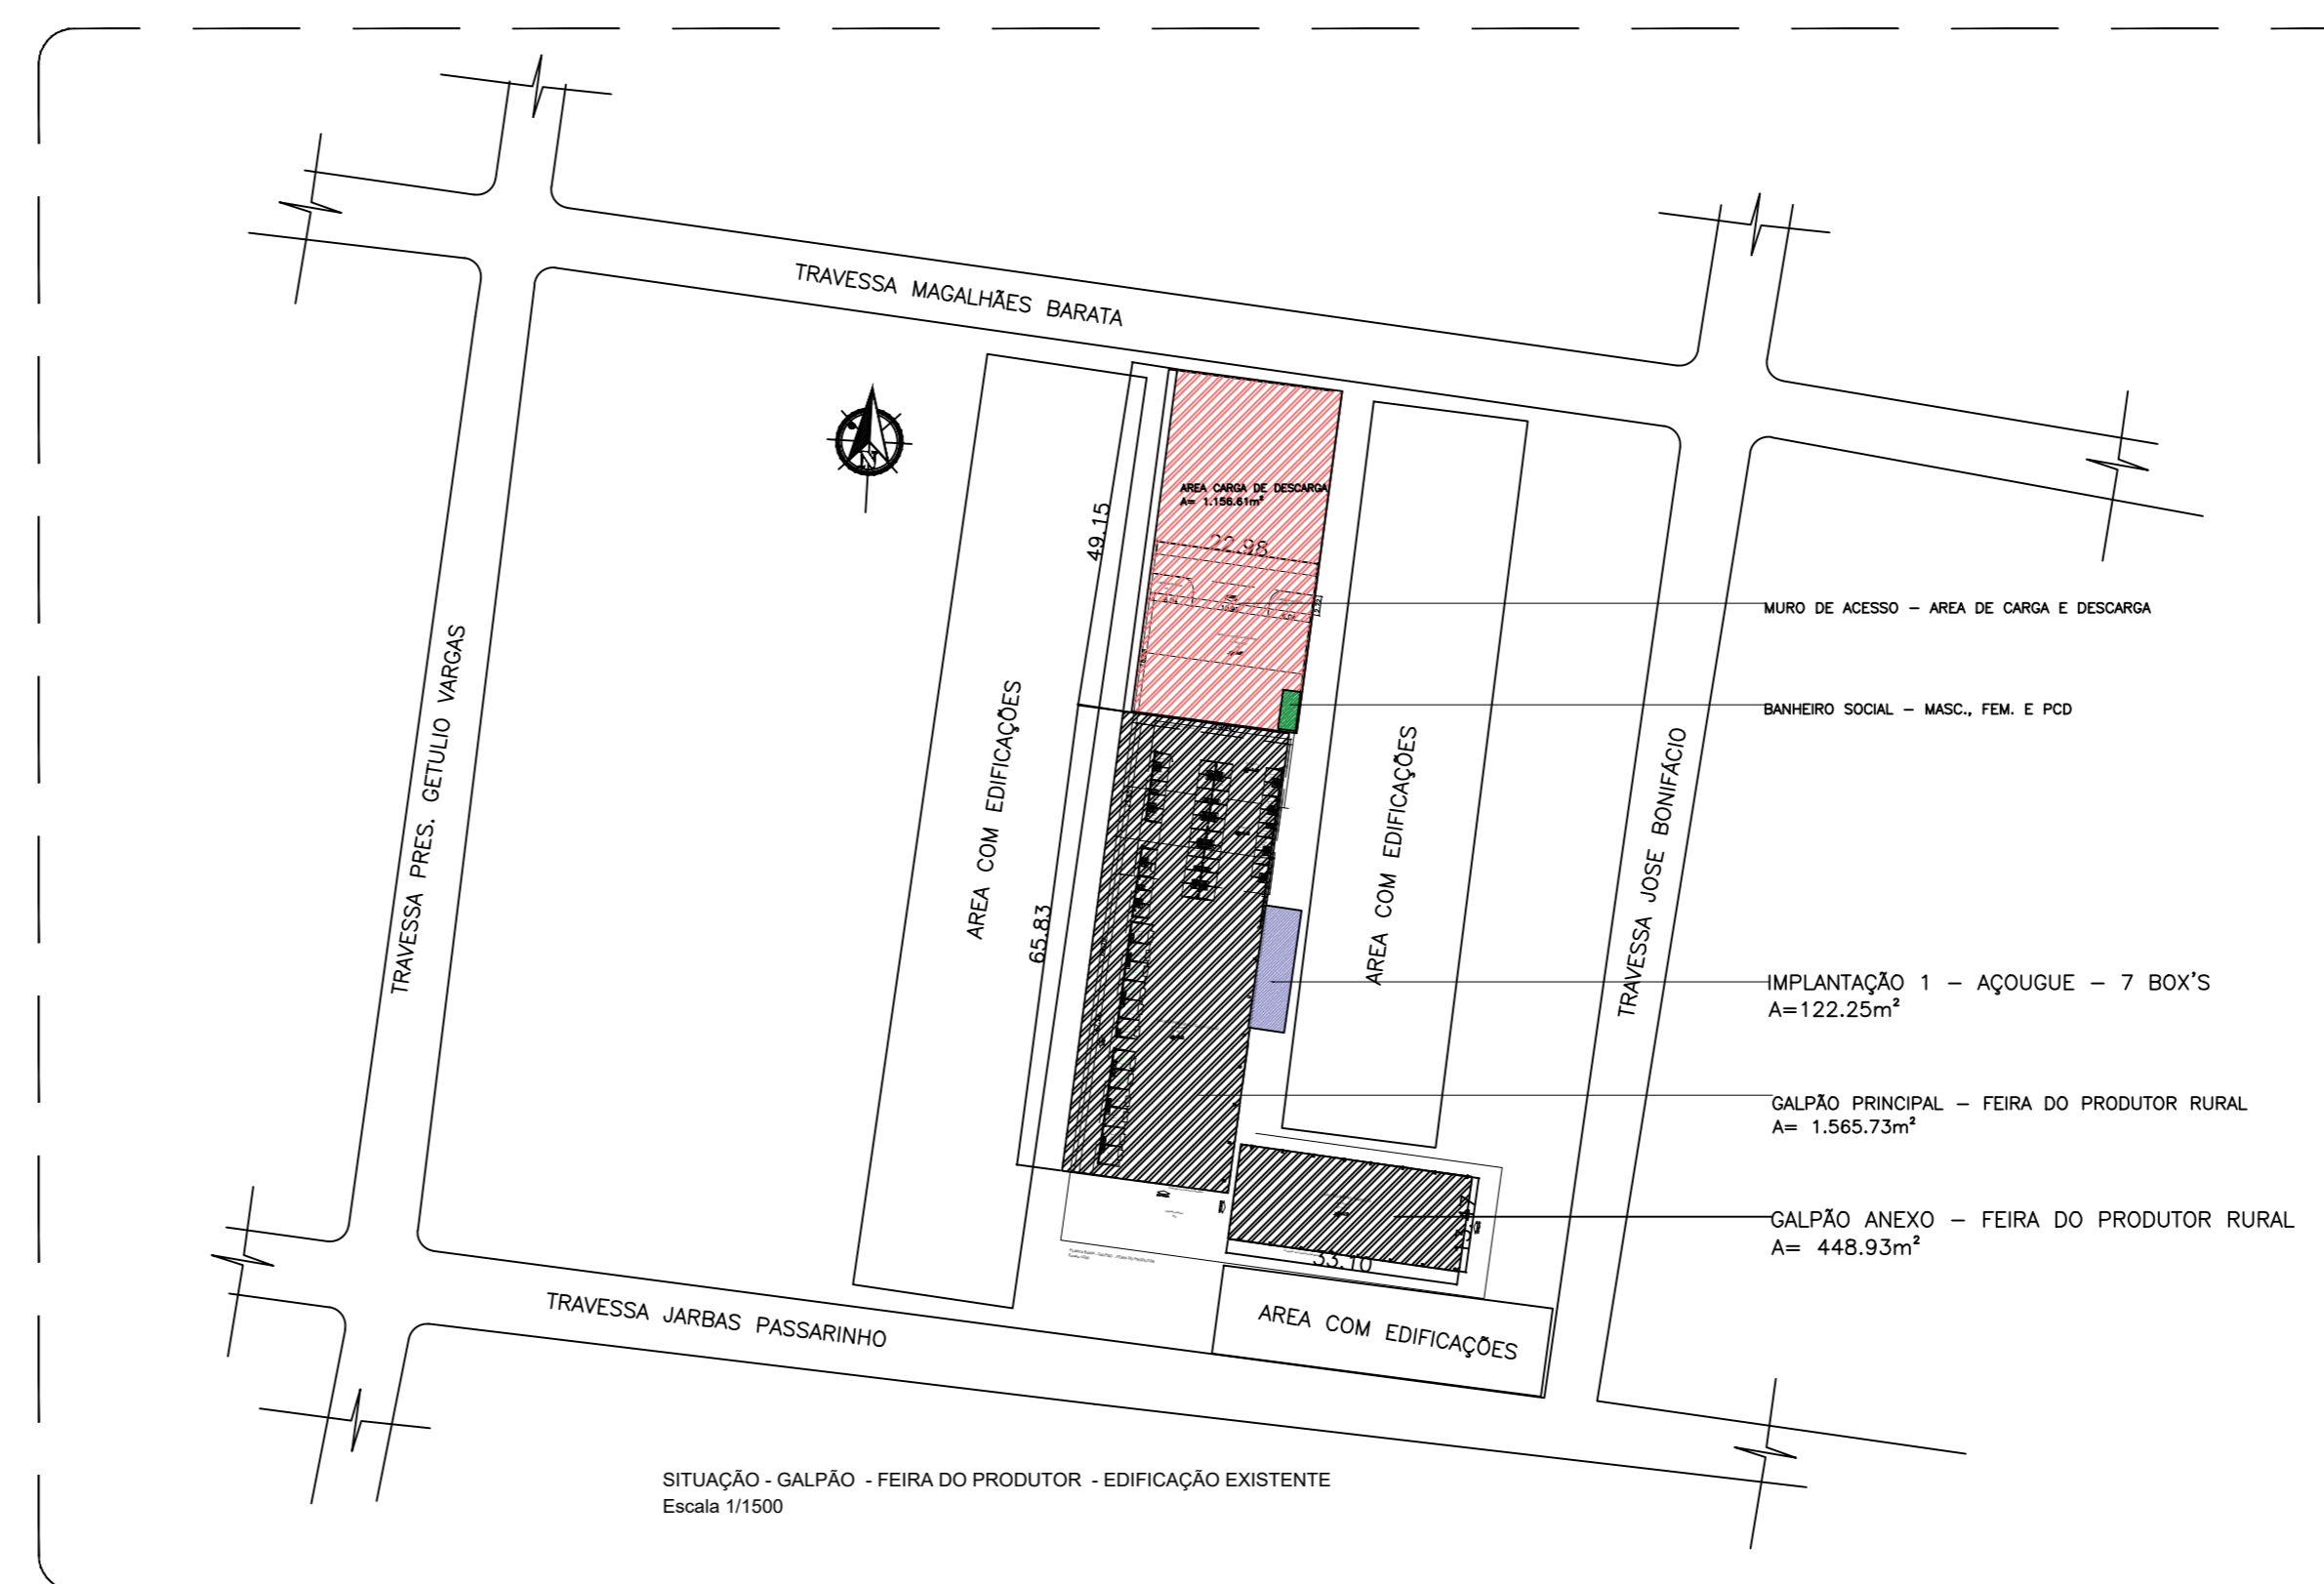 TRAVESSA MAGALHÃES BARATA
AREA CARGA DE DESCARGA
A= 1.156.61m²
49.15
22.98
MURO DE ACESSO – AREA DE CARGA E DESCARGA
BANHEIRO SOCIAL – MASC., FEM. E PCD
TRAVESSA PRES. GETULIO VARGAS
AREA COM EDIFICAÇÕES
65.83
AREA COM EDIFICAÇÕES
TRAVESSA JOSE BONIFÁCIO
IMPLANTAÇÃO 1 – AÇOUGUE – 7 BOX'S
A=122.25m²
GALPÃO PRINCIPAL – FEIRA DO PRODUTOR RURAL
A= 1.565.73m²
GALPÃO ANEXO – FEIRA DO PRODUTOR RURAL
A= 448.93m²
33.10
AREA COM EDIFICAÇÕES
TRAVESSA JARBAS PASSARINHO
SITUAÇÃO - GALPÃO - FEIRA DO PRODUTOR - EDIFICAÇÃO EXISTENTE
Escala 1/1500